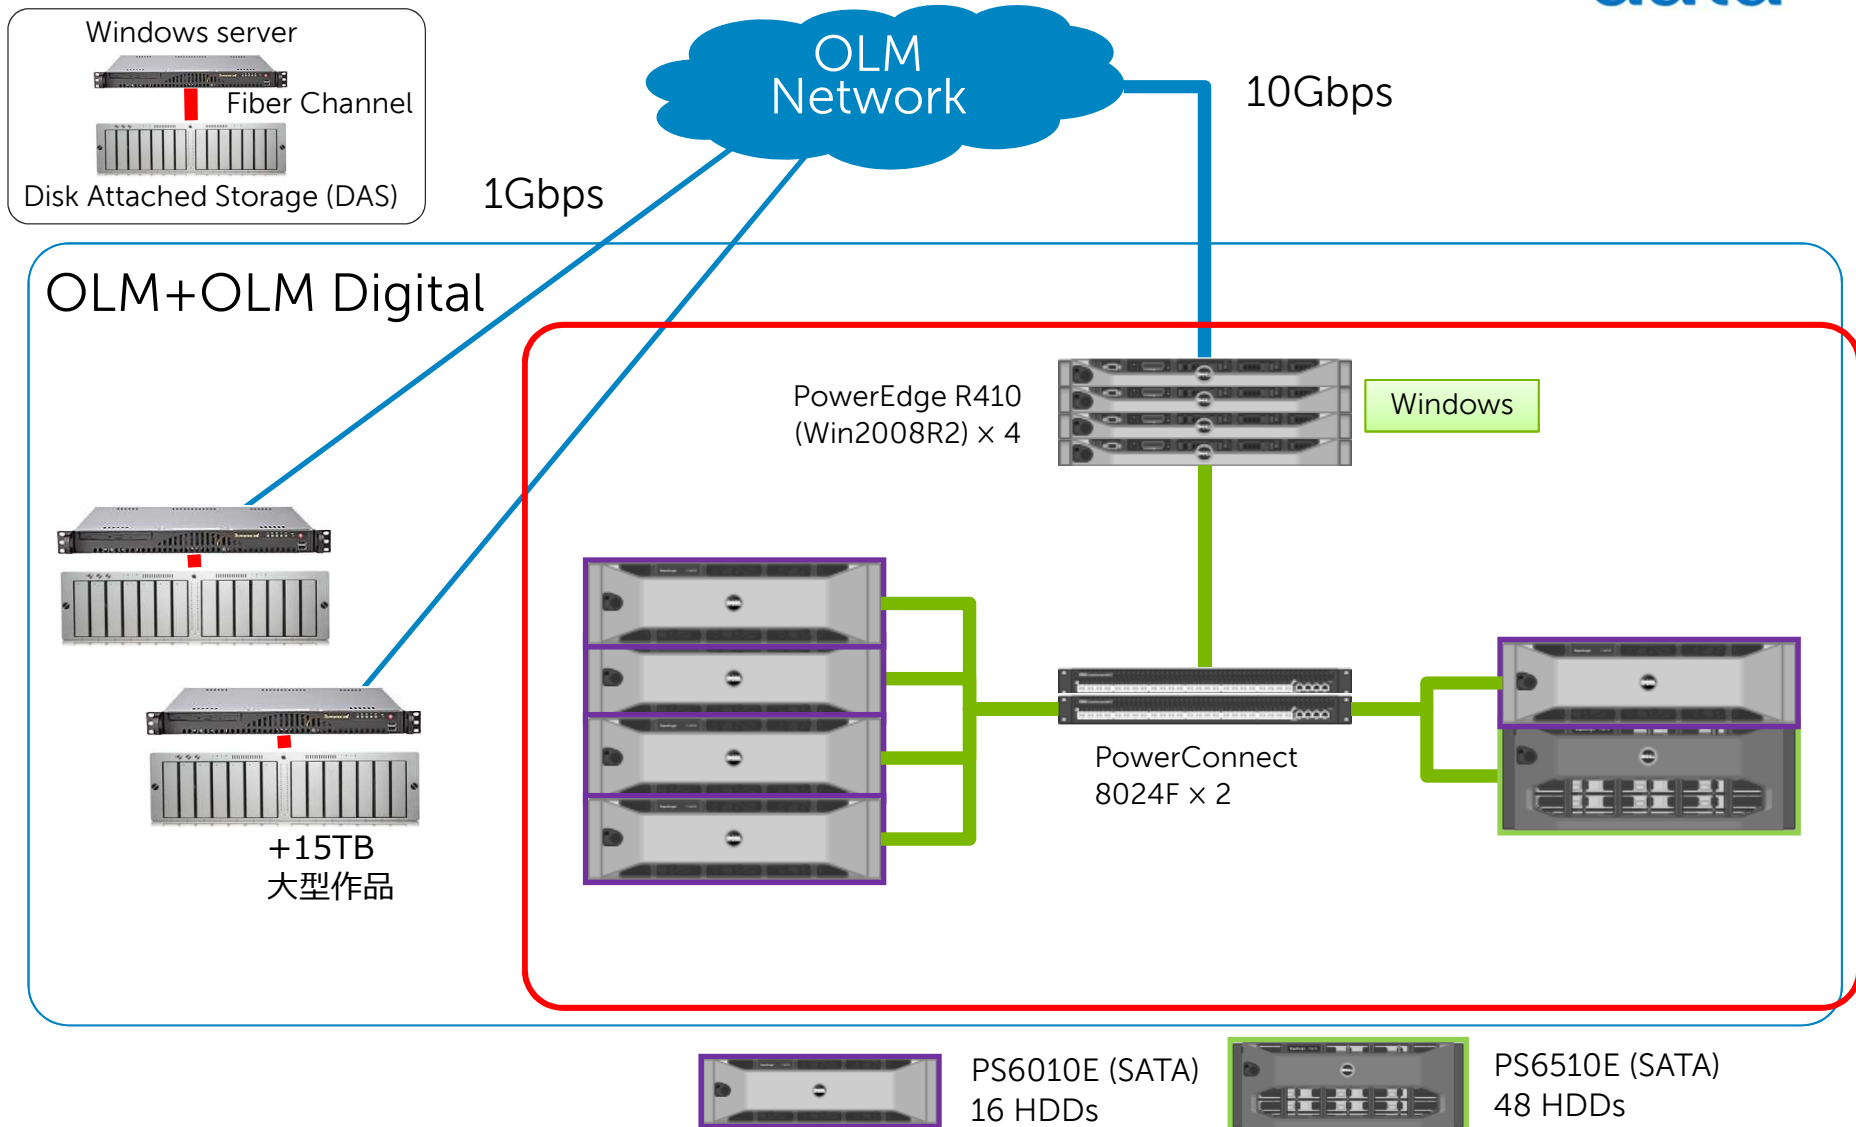 data
Windows server
Fiber Channel
Disk Attached Storage (DAS)
OLM
Network
10Gbps
1Gbps
OLM+OLM Digital
PowerEdge R410
(Win2008R2) × 4
Windows
PowerConnect
8024F × 2
+15TB
大型作品
PS6010E (SATA)
16 HDDs
PS6510E (SATA)
48 HDDs